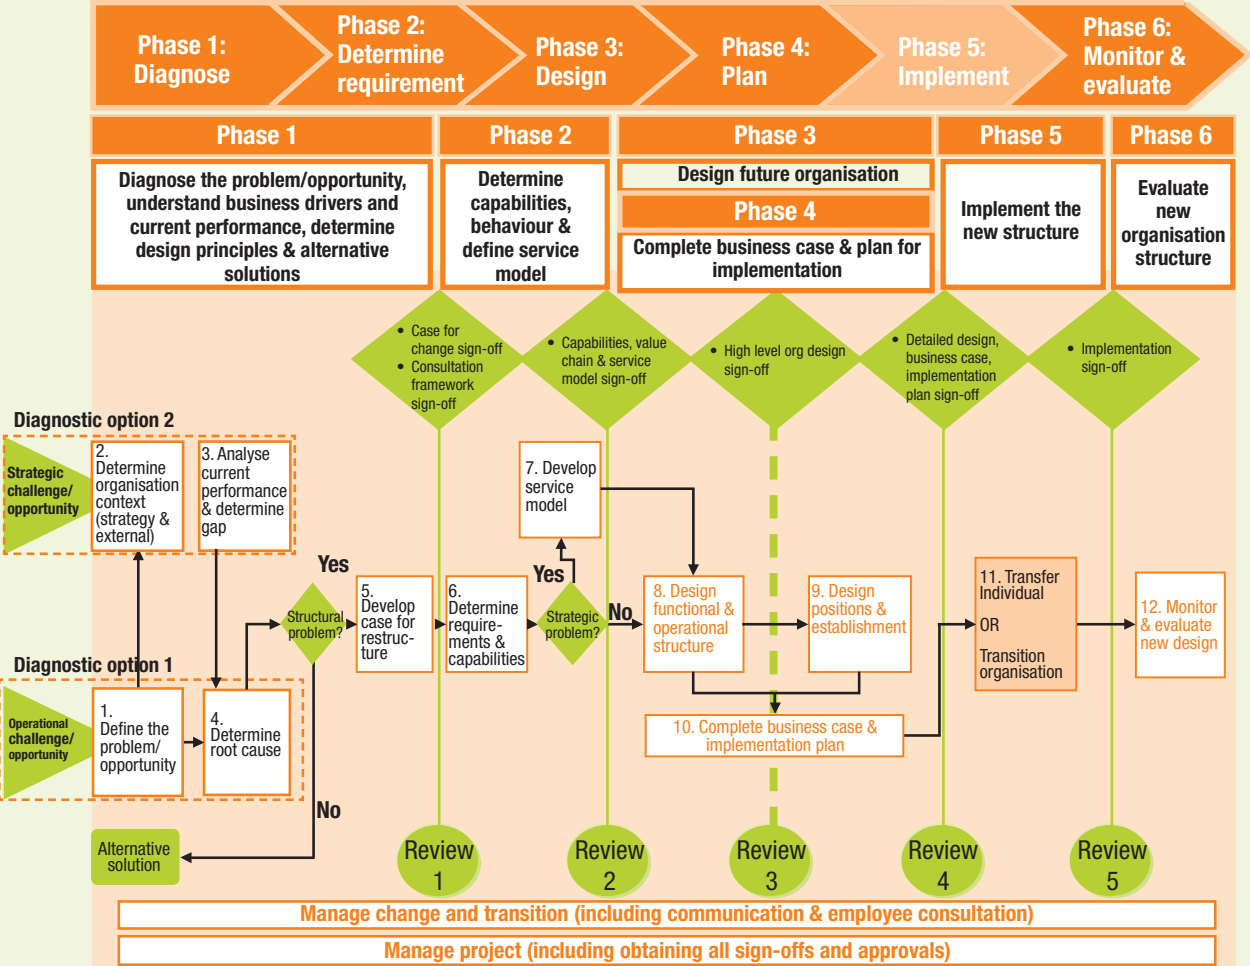 Phase 1:
Diagnose
Phase 2:
Determine
requirement
Phase 3:
Design
Phase 4:
Plan
Phase 5:
Implement
Phase 6:
Monitor &
evaluate
Phase 1
Phase 2
Phase 3
Phase 5
Phase 6
Diagnose the problem/opportunity,
understand business drivers and
current performance, determine
design principles & alternative
solutions
Determine
capabilities,
behaviour &
define service
model
Design future organisation
Phase 4
Complete business case & plan for
implementation
Implement the
new structure
Evaluate
new
organisation
structure
• Case for
change sign-off
• Consultation
framework
sign-off
• Capabilities, value
chain & service
model sign-off
• High level org design
sign-off
• Detailed design,
business case,
implementation
plan sign-off
• Implementation
sign-off
Diagnostic option 2
Strategic
challenge/
opportunity
2.
Determine
organisation
context
(strategy &
external)
3. Analyse
current
performance
& determine
gap
Yes
Structural
problem?
5.
Develop
case for
restruc-
ture
6.
Determine
require-
ments &
capabilities
7. Develop
service
model
Yes
Strategic
problem?
No
8. Design
functional &
operational
structure
9. Design
positions &
establishment
11. Transfer
Individual
OR
Transition
organisation
12. Monitor
& evaluate
new design
Diagnostic option 1
Operational
challenge/
opportunity
1.
Define the
problem/
opportunity
4.
Determine
root cause
10. Complete business case &
implementation plan
No
Alternative
solution
Review
1
Review
2
Review
3
Review
4
Review
5
Manage change and transition (including communication & employee consultation)
Manage project (including obtaining all sign-offs and approvals)